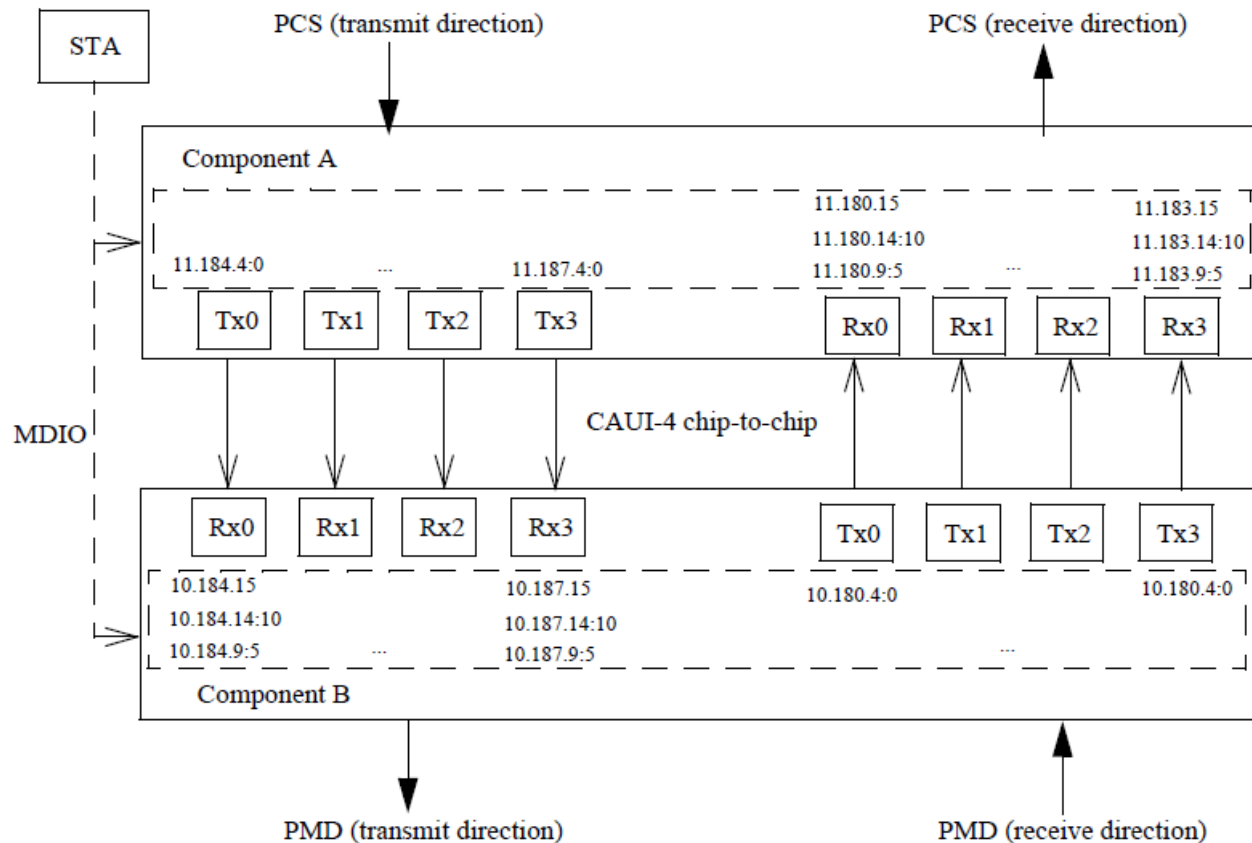 STA
PCS (transmit direction)
PCS (receive direction)
Component A
11.180.15
11.183.15
11.180.14:10
11.183.14:10
11.184.4:0
...
11.187.4:0
11.180.9:5
...
11.183.9:5
Tx0
Tx1
Tx2
Tx3
Rx0
Rx1
Rx2
Rx3
MDIO
CAUI-4 chip-to-chip
Rx0
Rx1
Rx2
Rx3
Tx0
Tx1
Tx2
Tx3
10.184.15
10.187.15
10.180.4:0
10.180.4:0
10.184.14:10
10.187.14:10
10.184.9:5
...
10.187.9:5
...
Component B
PMD (transmit direction)
PMD (receive direction)